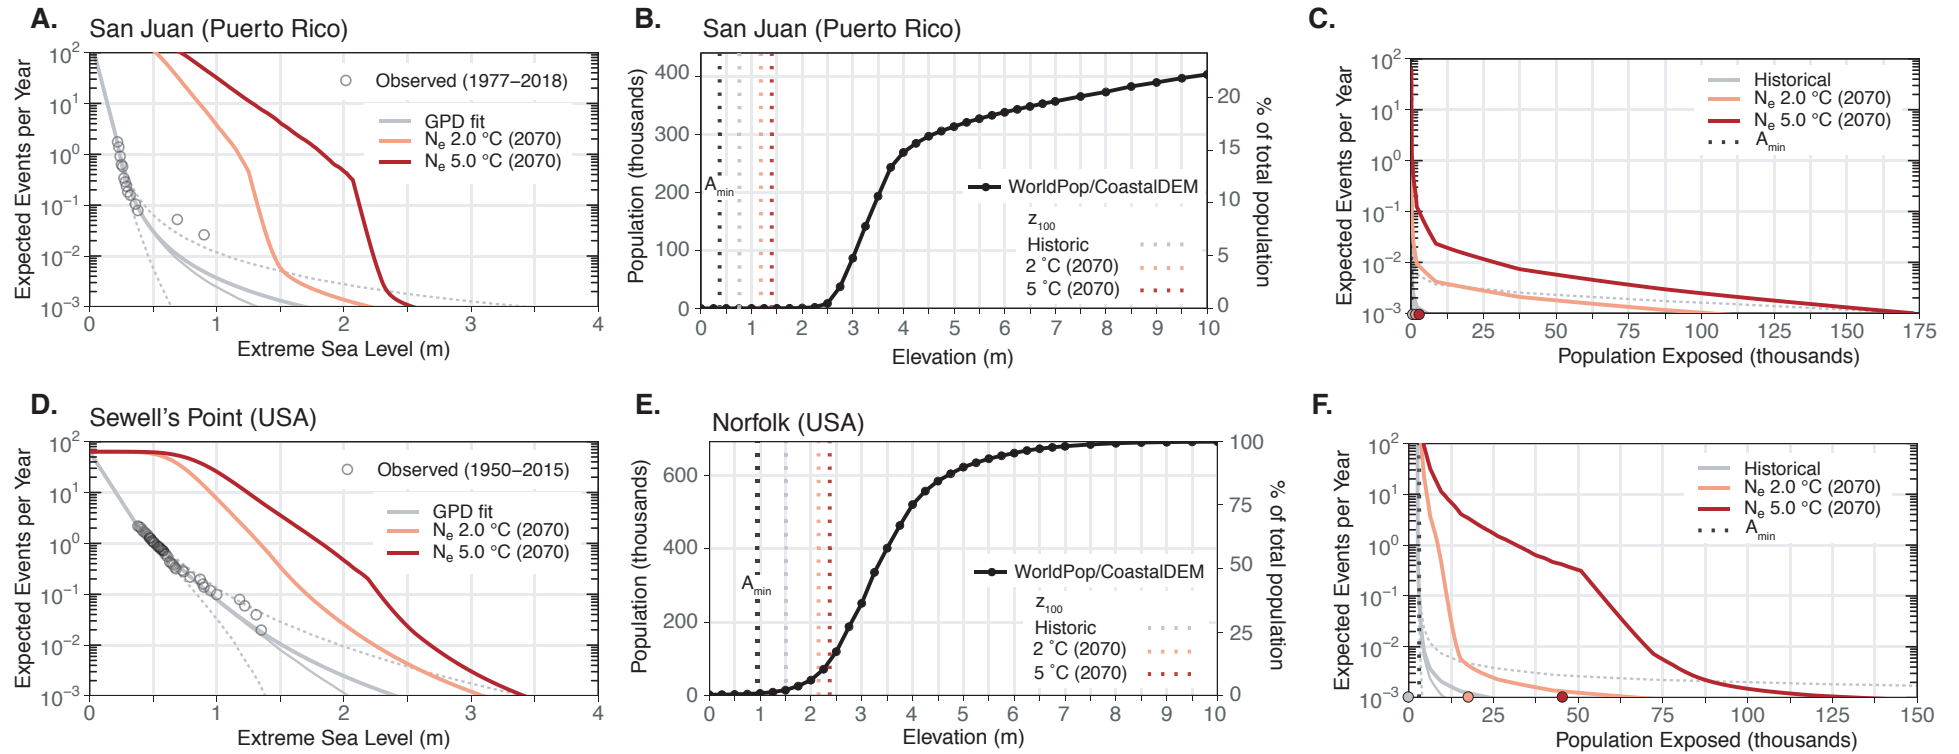 A.
San Juan (Puerto Rico)
Expected Events per Year
10² 10¹ 10⁰ 10⁻¹ 10⁻² 10⁻³
Observed (1977–2018)
GPD fit
Nₑ 2.0 °C (2070)
Nₑ 5.0 °C (2070)
0 1 2 3 4
Extreme Sea Level (m)
B.
San Juan (Puerto Rico)
Population (thousands)
400 300 200 100 0
A_min
WorldPop/CoastalDEM
z₁₀₀
Historic
2 ˚C (2070)
5 ˚C (2070)
20 15 10 5 0
% of total population
0 1 2 3 4 5 6 7 8 9 10
Elevation (m)
C.
Expected Events per Year
10² 10¹ 10⁰ 10⁻¹ 10⁻² 10⁻³
Historical
Nₑ 2.0 °C (2070)
Nₑ 5.0 °C (2070)
A_min
0 25 50 75 100 125 150 175
Population Exposed (thousands)
D.
Sewell's Point (USA)
Expected Events per Year
10² 10¹ 10⁰ 10⁻¹ 10⁻² 10⁻³
Observed (1950–2015)
GPD fit
Nₑ 2.0 °C (2070)
Nₑ 5.0 °C (2070)
0 1 2 3 4
Extreme Sea Level (m)
E.
Norfolk (USA)
Population (thousands)
600 400 200 0
A_min
WorldPop/CoastalDEM
z₁₀₀
Historic
2 ˚C (2070)
5 ˚C (2070)
100 75 50 25 0
% of total population
0 1 2 3 4 5 6 7 8 9 10
Elevation (m)
F.
Expected Events per Year
10² 10¹ 10⁰ 10⁻¹ 10⁻² 10⁻³
Historical
Nₑ 2.0 °C (2070)
Nₑ 5.0 °C (2070)
A_min
0 25 50 75 100 125 150
Population Exposed (thousands)